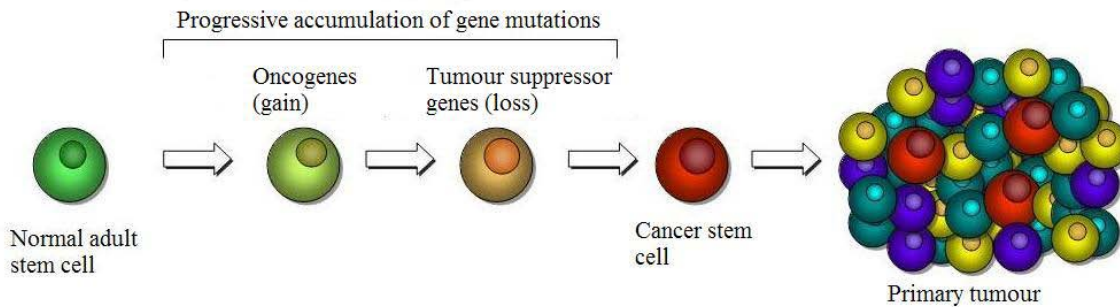 Progressive accumulation of gene mutations
Oncogenes
(gain)
Tumour suppressor
genes (loss)
Normal adult
stem cell
Cancer stem
cell
Primary tumour